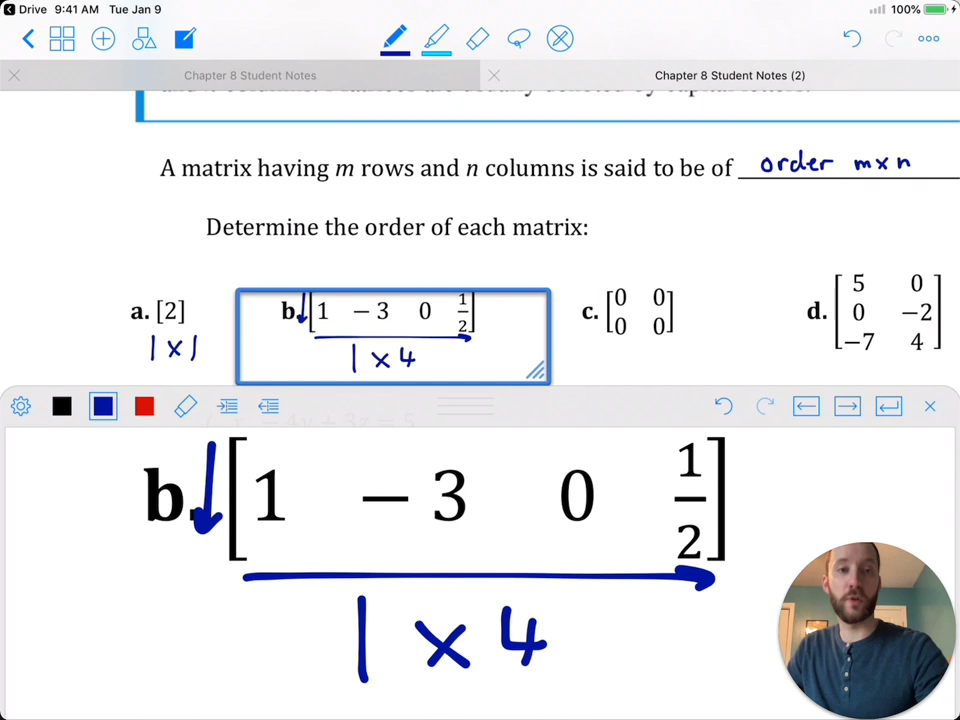 Drive 9:41 AM Tue Jan 9 100%
Chapter 8 Student Notes Chapter 8 Student Notes (2)
A matrix having m rows and n columns is said to be of order m x n
Determine the order of each matrix:
a. [2] b. [1 − 3 0 1/2] c. [0 0 d. [5 0
0 0] 0 −2
−7 4]
1 x 1 1 x 4
b. [1 − 3 0 1/2]
1 x 4